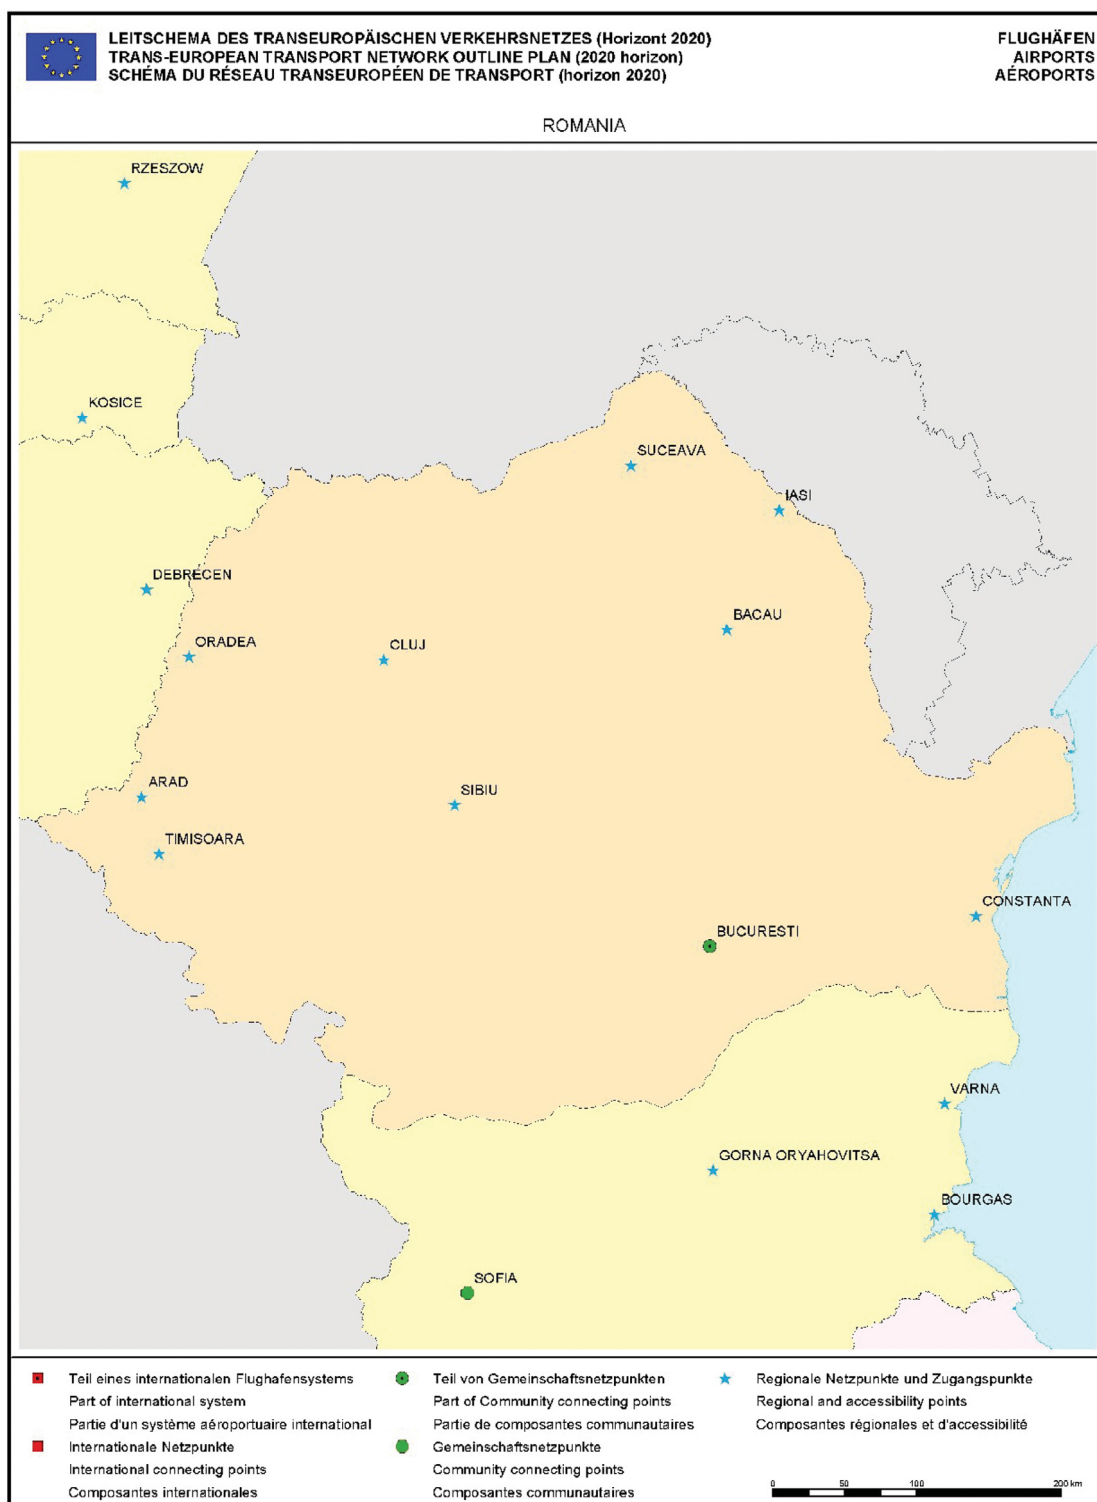 LEITSCHEMA DES TRANSEUROPÄISCHEN VERKEHRSNETZES (Horizont 2020)
TRANS-EUROPEAN TRANSPORT NETWORK OUTLINE PLAN (2020 horizon)
SCHÉMA DU RÉSEAU TRANSEUROPÉEN DE TRANSPORT (horizon 2020)
FLUGHÄFEN
AIRPORTS
AÉROPORTS
ROMANIA
RZESZOW
KOSICE
SUCEAVA
IASI
DEBRECEN
BACAU
ORADEA
CLUJ
ARAD
SIBIU
TIMISOARA
CONSTANTA
BUCURESTI
VARNA
GORNA ORYAHOVITSA
BOURGAS
SOFIA
Teil eines internationalen Flughafensystems
Part of international system
Partie d'un système aéroportuaire international
Internationale Netzpunkte
International connecting points
Composantes internationales
Teil von Gemeinschaftsnetzpunkten
Part of Community connecting points
Partie de composantes communautaires
Gemeinschaftsnetzpunkte
Community connecting points
Composantes communautaires
Regionale Netzpunkte und Zugangspunkte
Regional and accessibility points
Composantes régionales et d'accessibilité
0 50 100 200 km